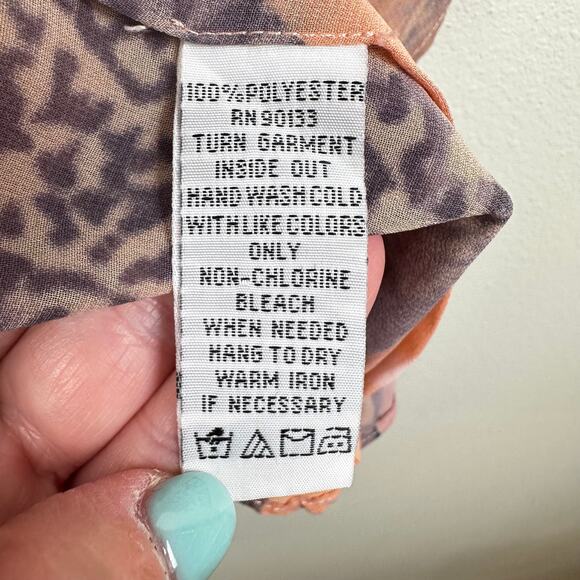 100% POLYESTER
RN 90133
TURN GARMENT
INSIDE OUT
HAND WASH COLD
WITH LIKE COLORS
ONLY
NON-CHLORINE
BLEACH
WHEN NEEDED
HANG TO DRY
WARM IRON
IF NECESSARY